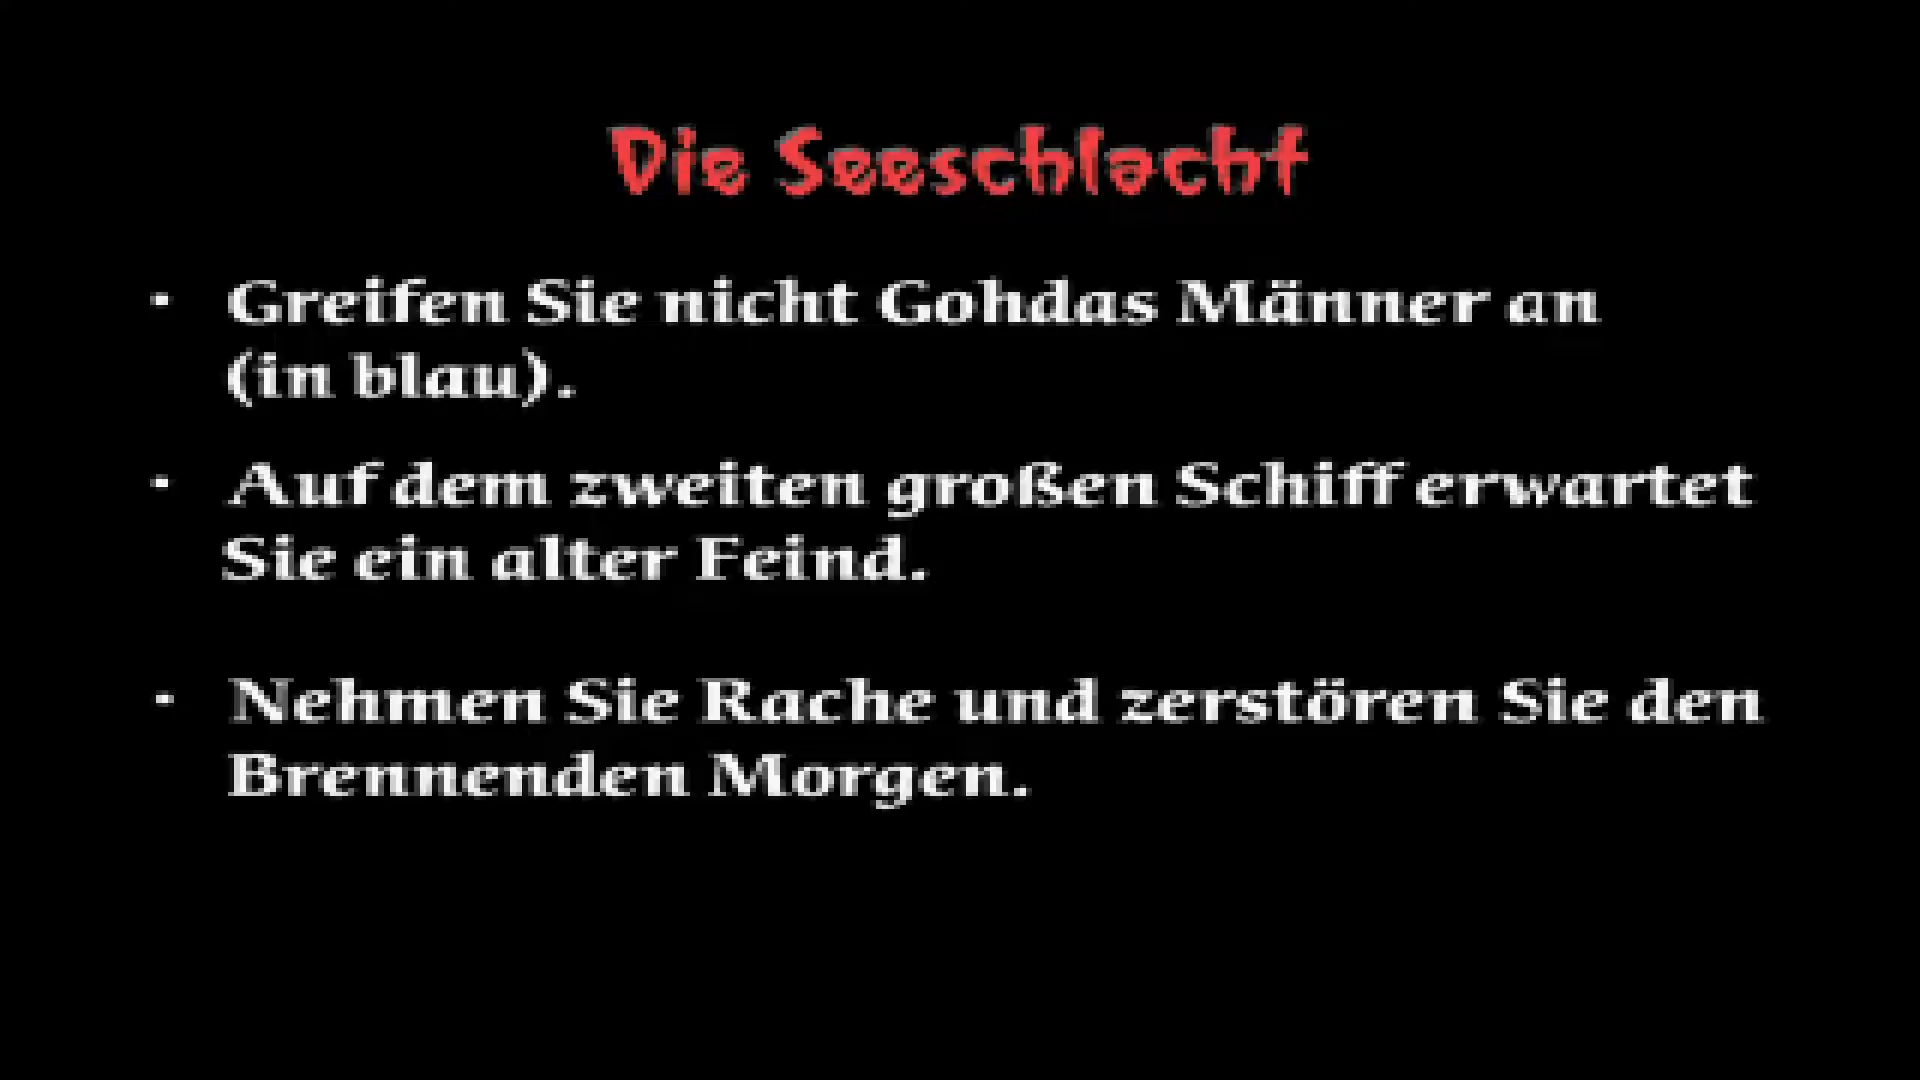 Die Seeschlacht
· Greifen Sie nicht Gohdas Männer an
(in blau).
· Auf dem zweiten großen Schiff erwartet
Sie ein alter Feind.
· Nehmen Sie Rache und zerstören Sie den
Brennenden Morgen.